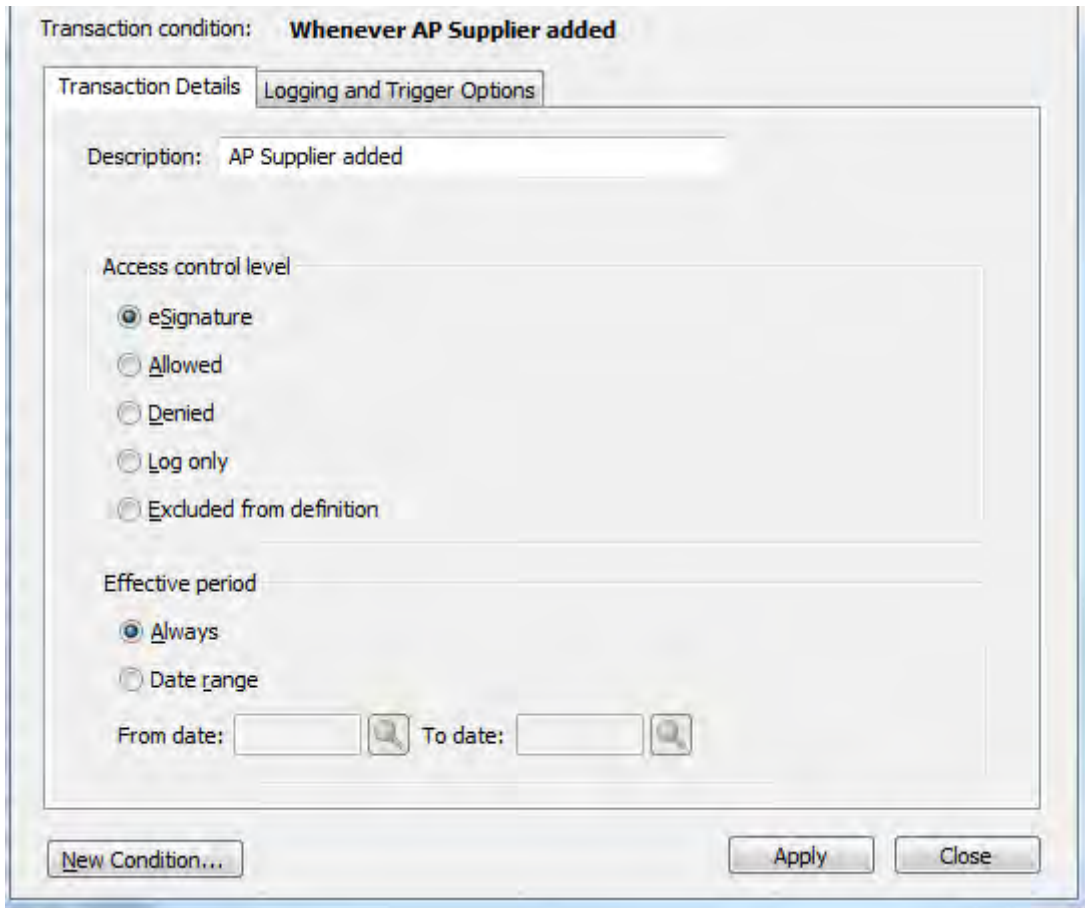 Transaction condition: Whenever AP Supplier added
Transaction Details Logging and Trigger Options
Description: AP Supplier added
Access control level
eSignature
Allowed
Denied
Log only
Excluded from definition
Effective period
Always
Date range
From date: To date:
New Condition... Apply Close